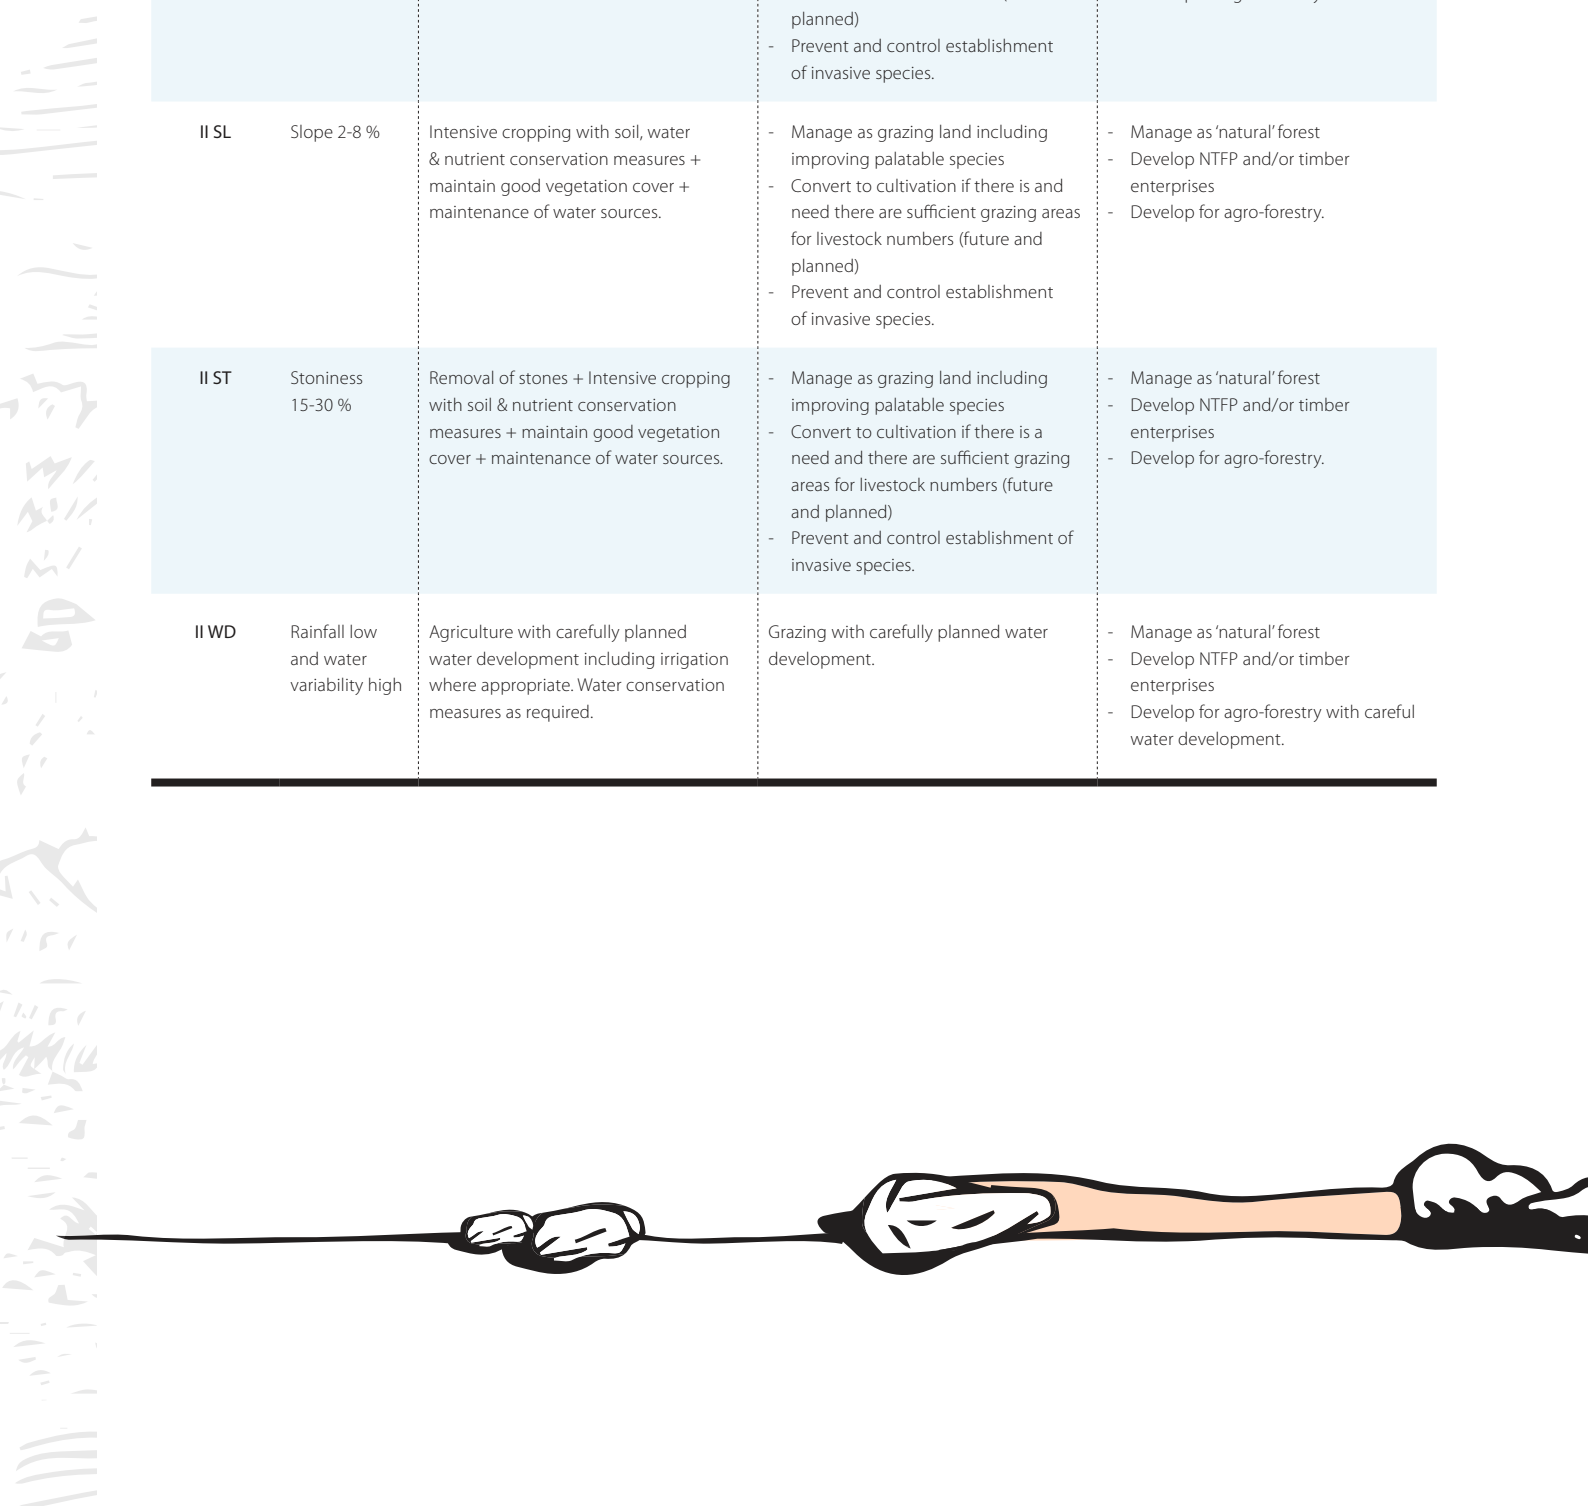 planned)
- Prevent and control establishment
of invasive species.
II SL
Slope 2-8 %
Intensive cropping with soil, water
& nutrient conservation measures +
maintain good vegetation cover +
maintenance of water sources.
- Manage as grazing land including
improving palatable species
- Convert to cultivation if there is and
need there are sufficient grazing areas
for livestock numbers (future and
planned)
- Prevent and control establishment
of invasive species.
- Manage as ‘natural’ forest
- Develop NTFP and/or timber
enterprises
- Develop for agro-forestry.
II ST
Stoniness
15-30 %
Removal of stones + Intensive cropping
with soil & nutrient conservation
measures + maintain good vegetation
cover + maintenance of water sources.
- Manage as grazing land including
improving palatable species
- Convert to cultivation if there is a
need and there are sufficient grazing
areas for livestock numbers (future
and planned)
- Prevent and control establishment of
invasive species.
- Manage as ‘natural’ forest
- Develop NTFP and/or timber
enterprises
- Develop for agro-forestry.
II WD
Rainfall low
and water
variability high
Agriculture with carefully planned
water development including irrigation
where appropriate. Water conservation
measures as required.
Grazing with carefully planned water
development.
- Manage as ‘natural’ forest
- Develop NTFP and/or timber
enterprises
- Develop for agro-forestry with careful
water development.